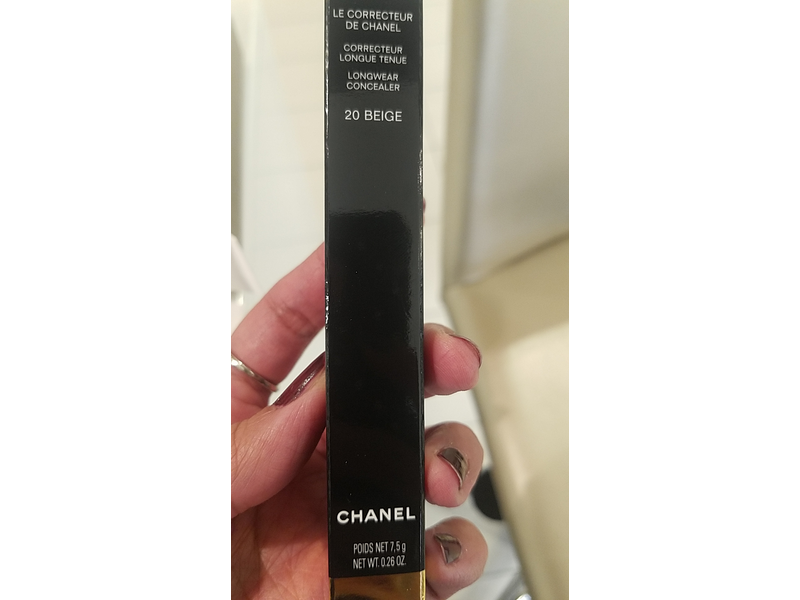 LE CORRECTEUR
DE CHANEL
CORRECTEUR
LONGUE TENUE
LONGWEAR
CONCEALER
20 BEIGE
CHANEL
POIDS NET 7,5 g
NET WT. 0.26 OZ.